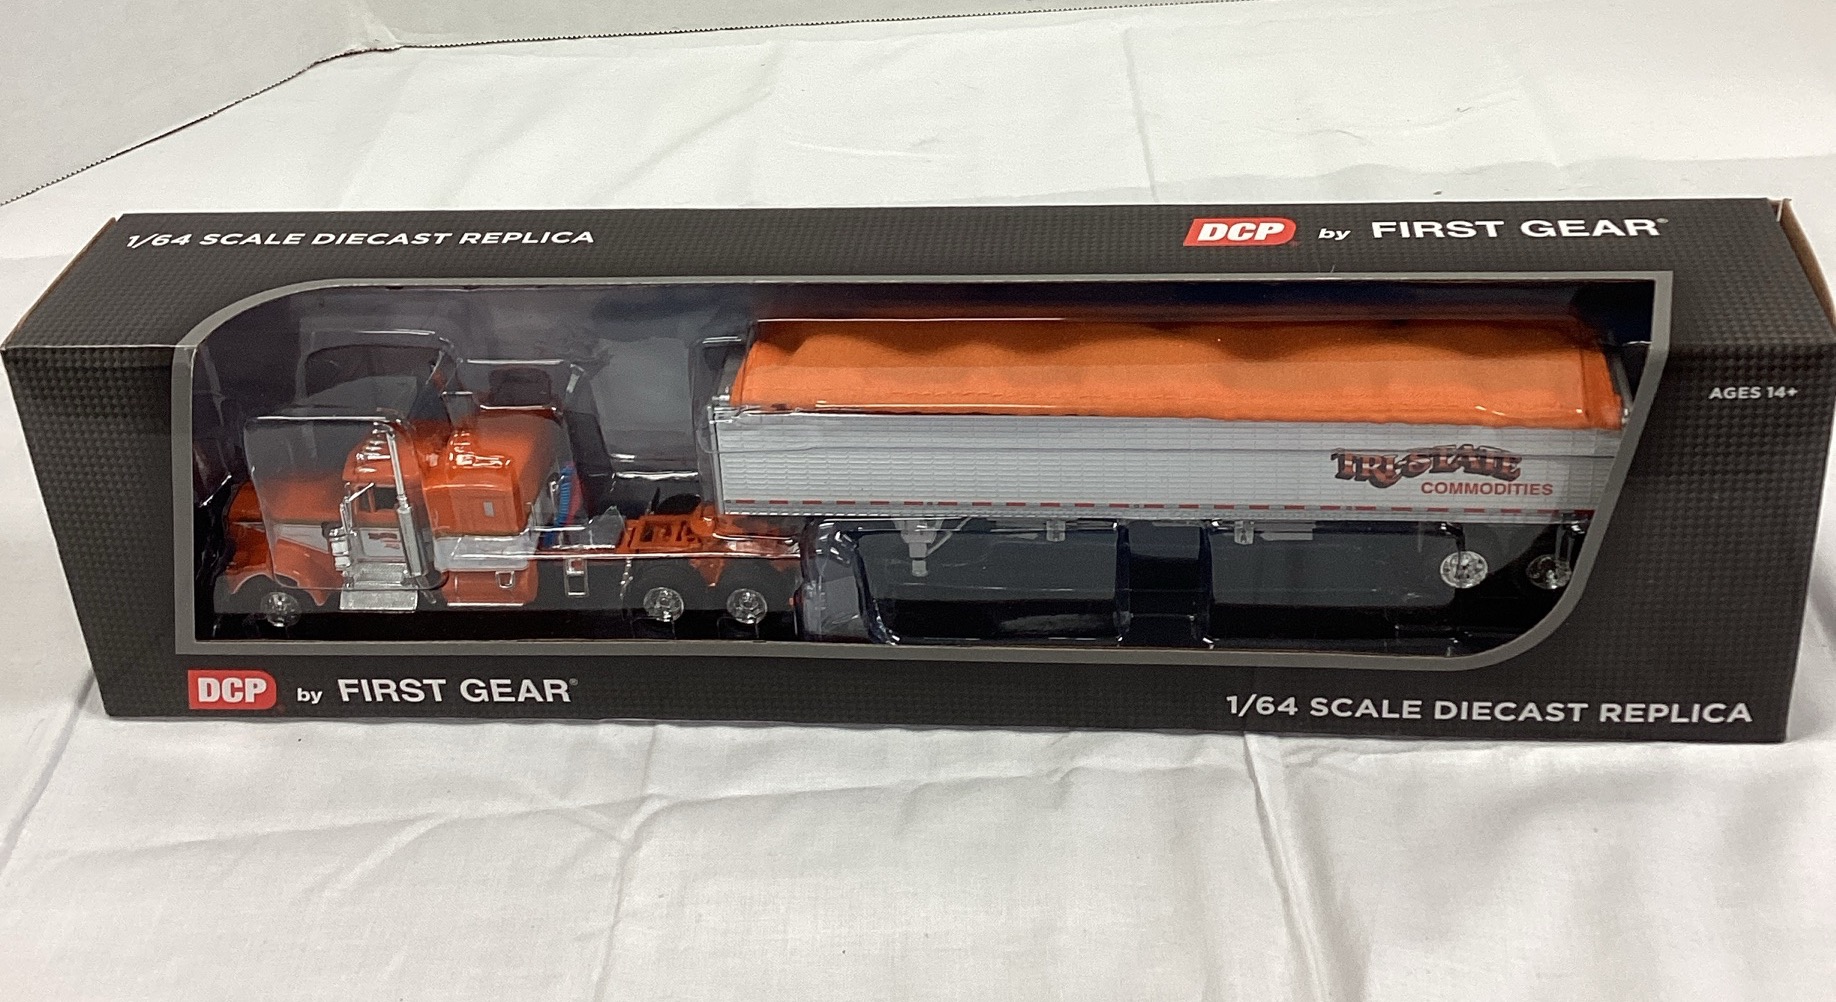 1/64 SCALE DIECAST REPLICA
DCP by FIRST GEAR®
AGES 14+
TRI-STATE
COMMODITIES
DCP by FIRST GEAR®
1/64 SCALE DIECAST REPLICA